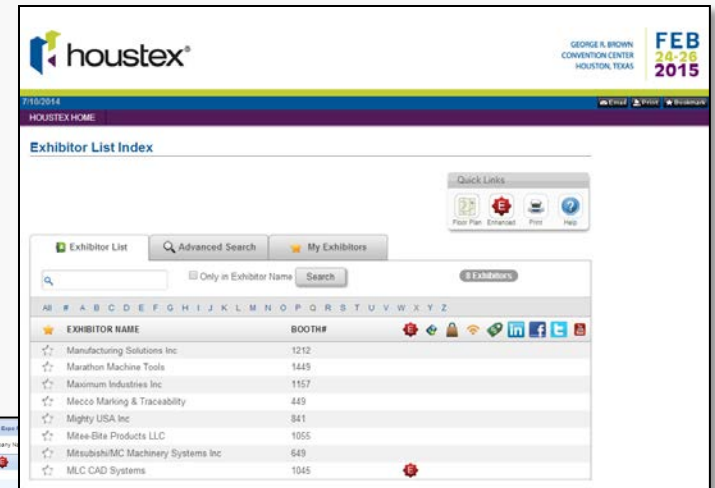 houstex®
GEORGE R. BROWN
CONVENTION CENTER
HOUSTON, TEXAS
FEB
24-26
2015
7/10/2014
Email Print Bookmark
HOUSTEX HOME
Exhibitor List Index
Quick Links
Floor Plan Enhanced Print Help
Exhibitor List Advanced Search My Exhibitors
Only in Exhibitor Name Search 8 Exhibitors
All # A B C D E F G H I J K L M N O P Q R S T U V W X Y Z
EXHIBITOR NAME BOOTH#
Manufacturing Solutions Inc 1212
Marathon Machine Tools 1449
Maximum Industries Inc 1157
Mecco Marking & Traceability 449
Mighty USA Inc 841
Mitee-Bite Products LLC 1055
Mitsubishi/MC Machinery Systems Inc 649
MLC CAD Systems 1045